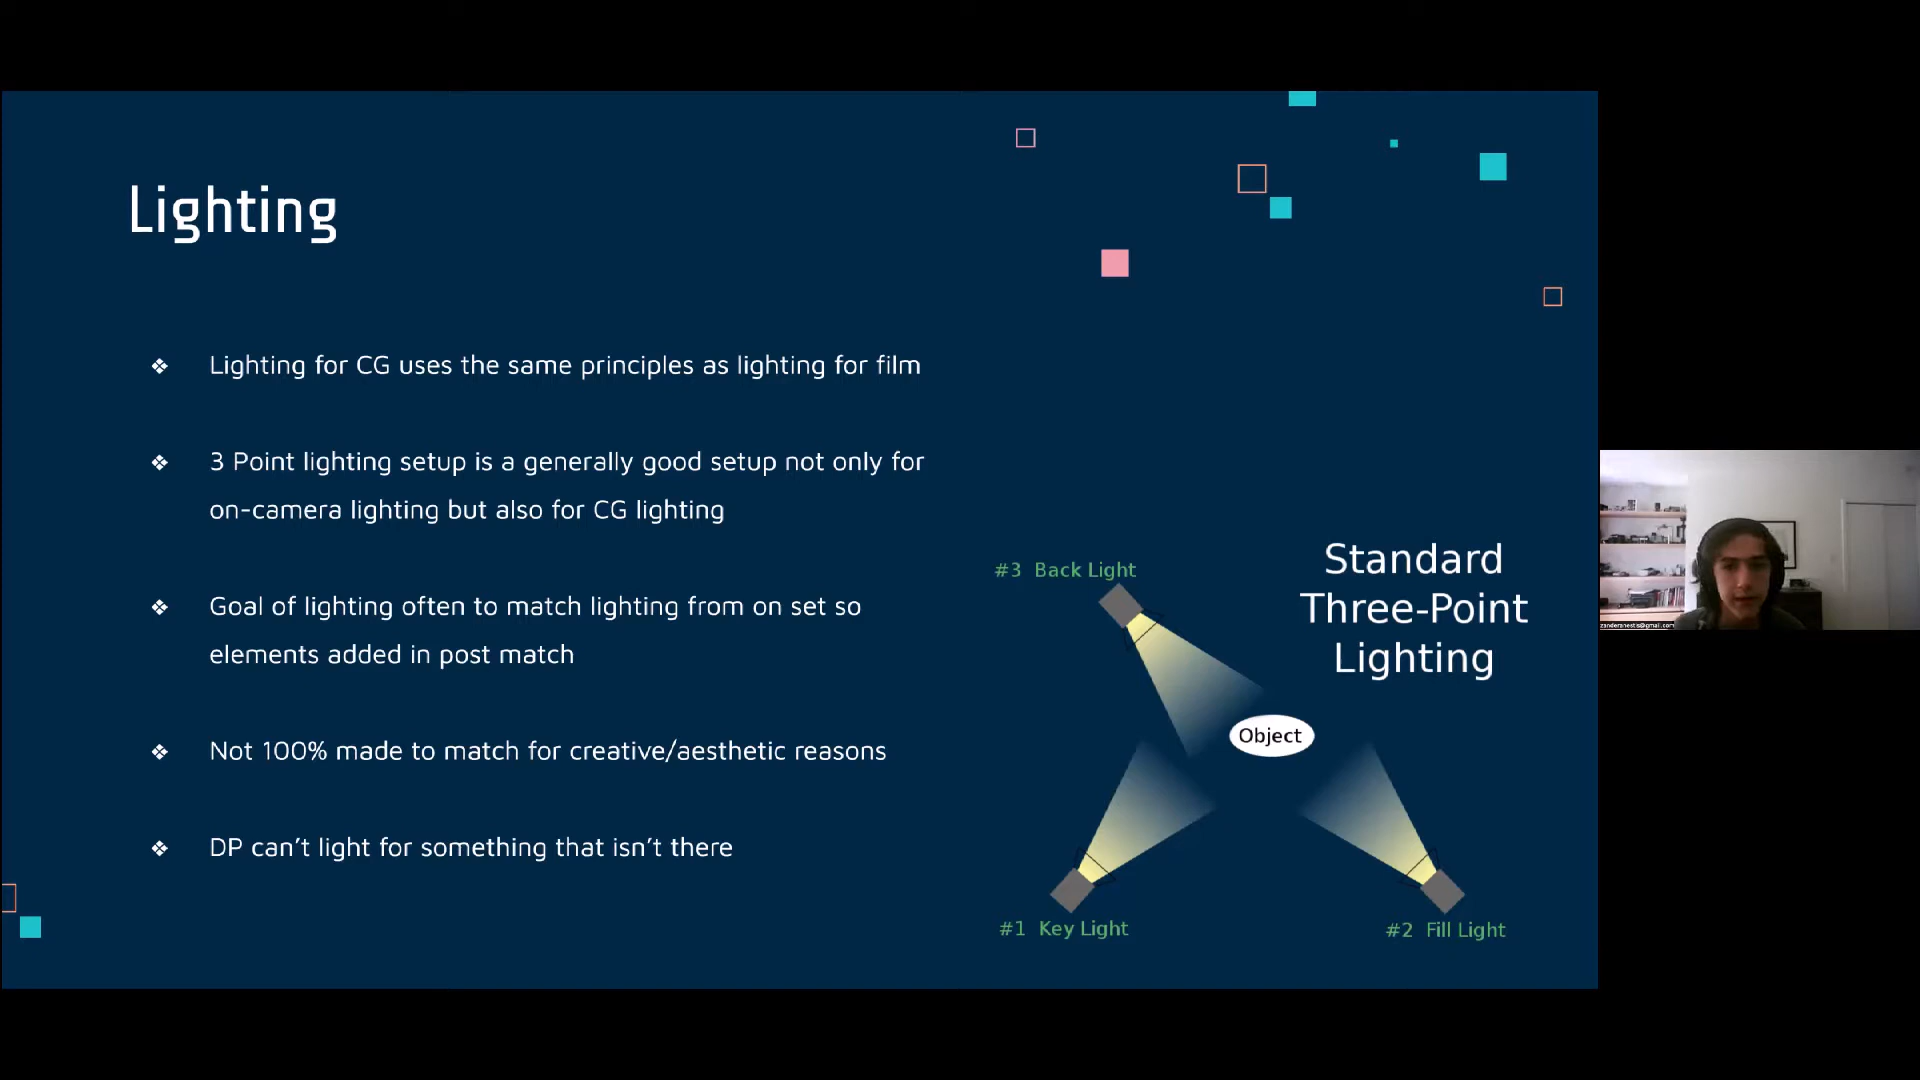 Lighting
❖ Lighting for CG uses the same principles as lighting for film
❖ 3 Point lighting setup is a generally good setup not only for
on-camera lighting but also for CG lighting
❖ Goal of lighting often to match lighting from on set so
elements added in post match
❖ Not 100% made to match for creative/aesthetic reasons
❖ DP can’t light for something that isn’t there
Standard
Three-Point
Lighting
#3 Back Light
Object
#1 Key Light
#2 Fill Light